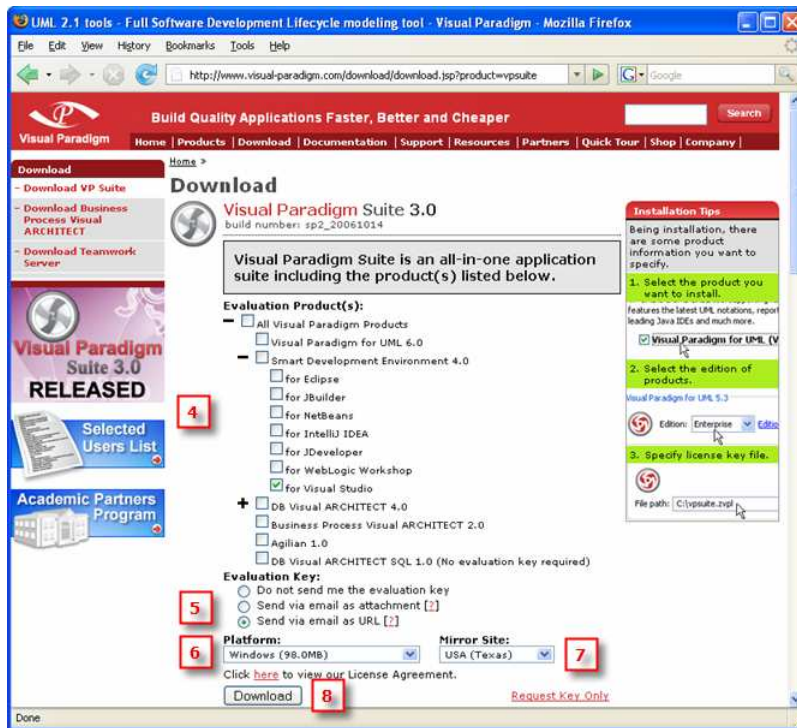 UML 2.1 tools - Full Software Development Lifecycle modeling tool - Visual Paradigm - Mozilla Firefox
File Edit View History Bookmarks Tools Help
http://www.visual-paradigm.com/download/download.jsp?product=vpsuite
G Google
Visual Paradigm
Build Quality Applications Faster, Better and Cheaper
Search
Home | Products | Download | Documentation | Support | Resources | Partners | Quick Tour | Shop | Company |
Download
- Download VP Suite
- Download Business
Process Visual
ARCHITECT
- Download Teamwork
Server
Visual Paradigm
Suite 3.0
RELEASED
Selected
Users List
Academic Partners
Program
Home >
Download
Visual Paradigm Suite 3.0
build number: sp2_20061014
Visual Paradigm Suite is an all-in-one application
suite including the product(s) listed below.
Evaluation Product(s):
All Visual Paradigm Products
Visual Paradigm for UML 6.0
Smart Development Environment 4.0
for Eclipse
for JBuilder
4
for NetBeans
for IntelliJ IDEA
for JDeveloper
for WebLogic Workshop
for Visual Studio
DB Visual ARCHITECT 4.0
Business Process Visual ARCHITECT 2.0
Agilian 1.0
DB Visual ARCHITECT SQL 1.0 (No evaluation key required)
Evaluation Key:
Do not send me the evaluation key
5
Send via email as attachment [?]
Send via email as URL [?]
Platform: Mirror Site:
6 Windows (98.0MB) USA (Texas) 7
Click here to view our License Agreement.
Download 8 Request Key Only
Installation Tips
Being installation, there
are some product
information you want to
specify.
1. Select the product you
want to install.
features the latest UML notations, report
leading Java IDEs and much more.
Visual Paradigm for UML (V
2. Select the edition of
products.
Visual Paradigm for UML 5.3
Edition: Enterprise Editio
3. Specify license key file.
File path: C:\vpsuite.zvpl
Done